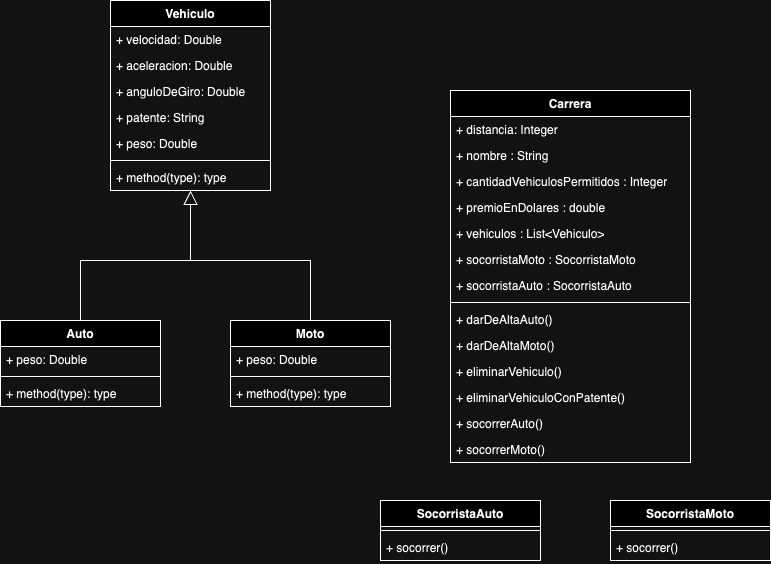 Vehiculo
+ velocidad: Double
+ aceleracion: Double
+ anguloDeGiro: Double
+ patente: String
+ peso: Double
+ method(type): type
Auto
+ peso: Double
+ method(type): type
Moto
+ peso: Double
+ method(type): type
Carrera
+ distancia: Integer
+ nombre : String
+ cantidadVehiculosPermitidos : Integer
+ premioEnDolares : double
+ vehiculos : List<Vehiculo>
+ socorristaMoto : SocorristaMoto
+ socorristaAuto : SocorristaAuto
+ darDeAltaAuto()
+ darDeAltaMoto()
+ eliminarVehiculo()
+ eliminarVehiculoConPatente()
+ socorrerAuto()
+ socorrerMoto()
SocorristaAuto
+ socorrer()
SocorristaMoto
+ socorrer()